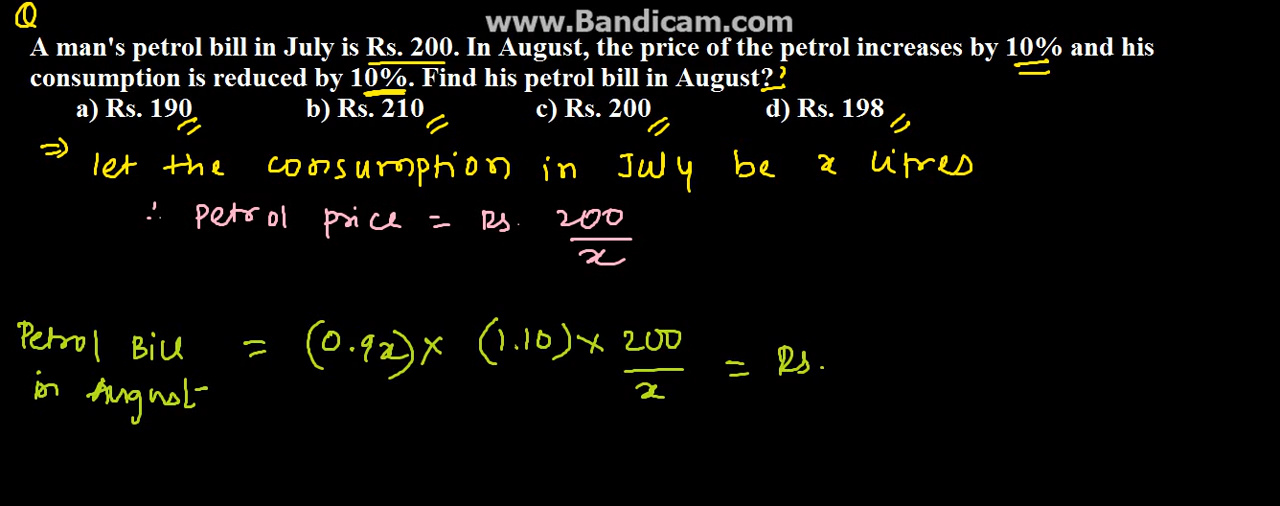 Q
www.Bandicam.com
A man's petrol bill in July is Rs. 200. In August, the price of the petrol increases by 10% and his
consumption is reduced by 10%. Find his petrol bill in August??
a) Rs. 190 b) Rs. 210 c) Rs. 200 d) Rs. 198
⇒ let the consumption in July be x litres
∴ Petrol price = Rs. 200/x
Petrol Bill in August = (0.9x) × (1.10) × 200/x = Rs.